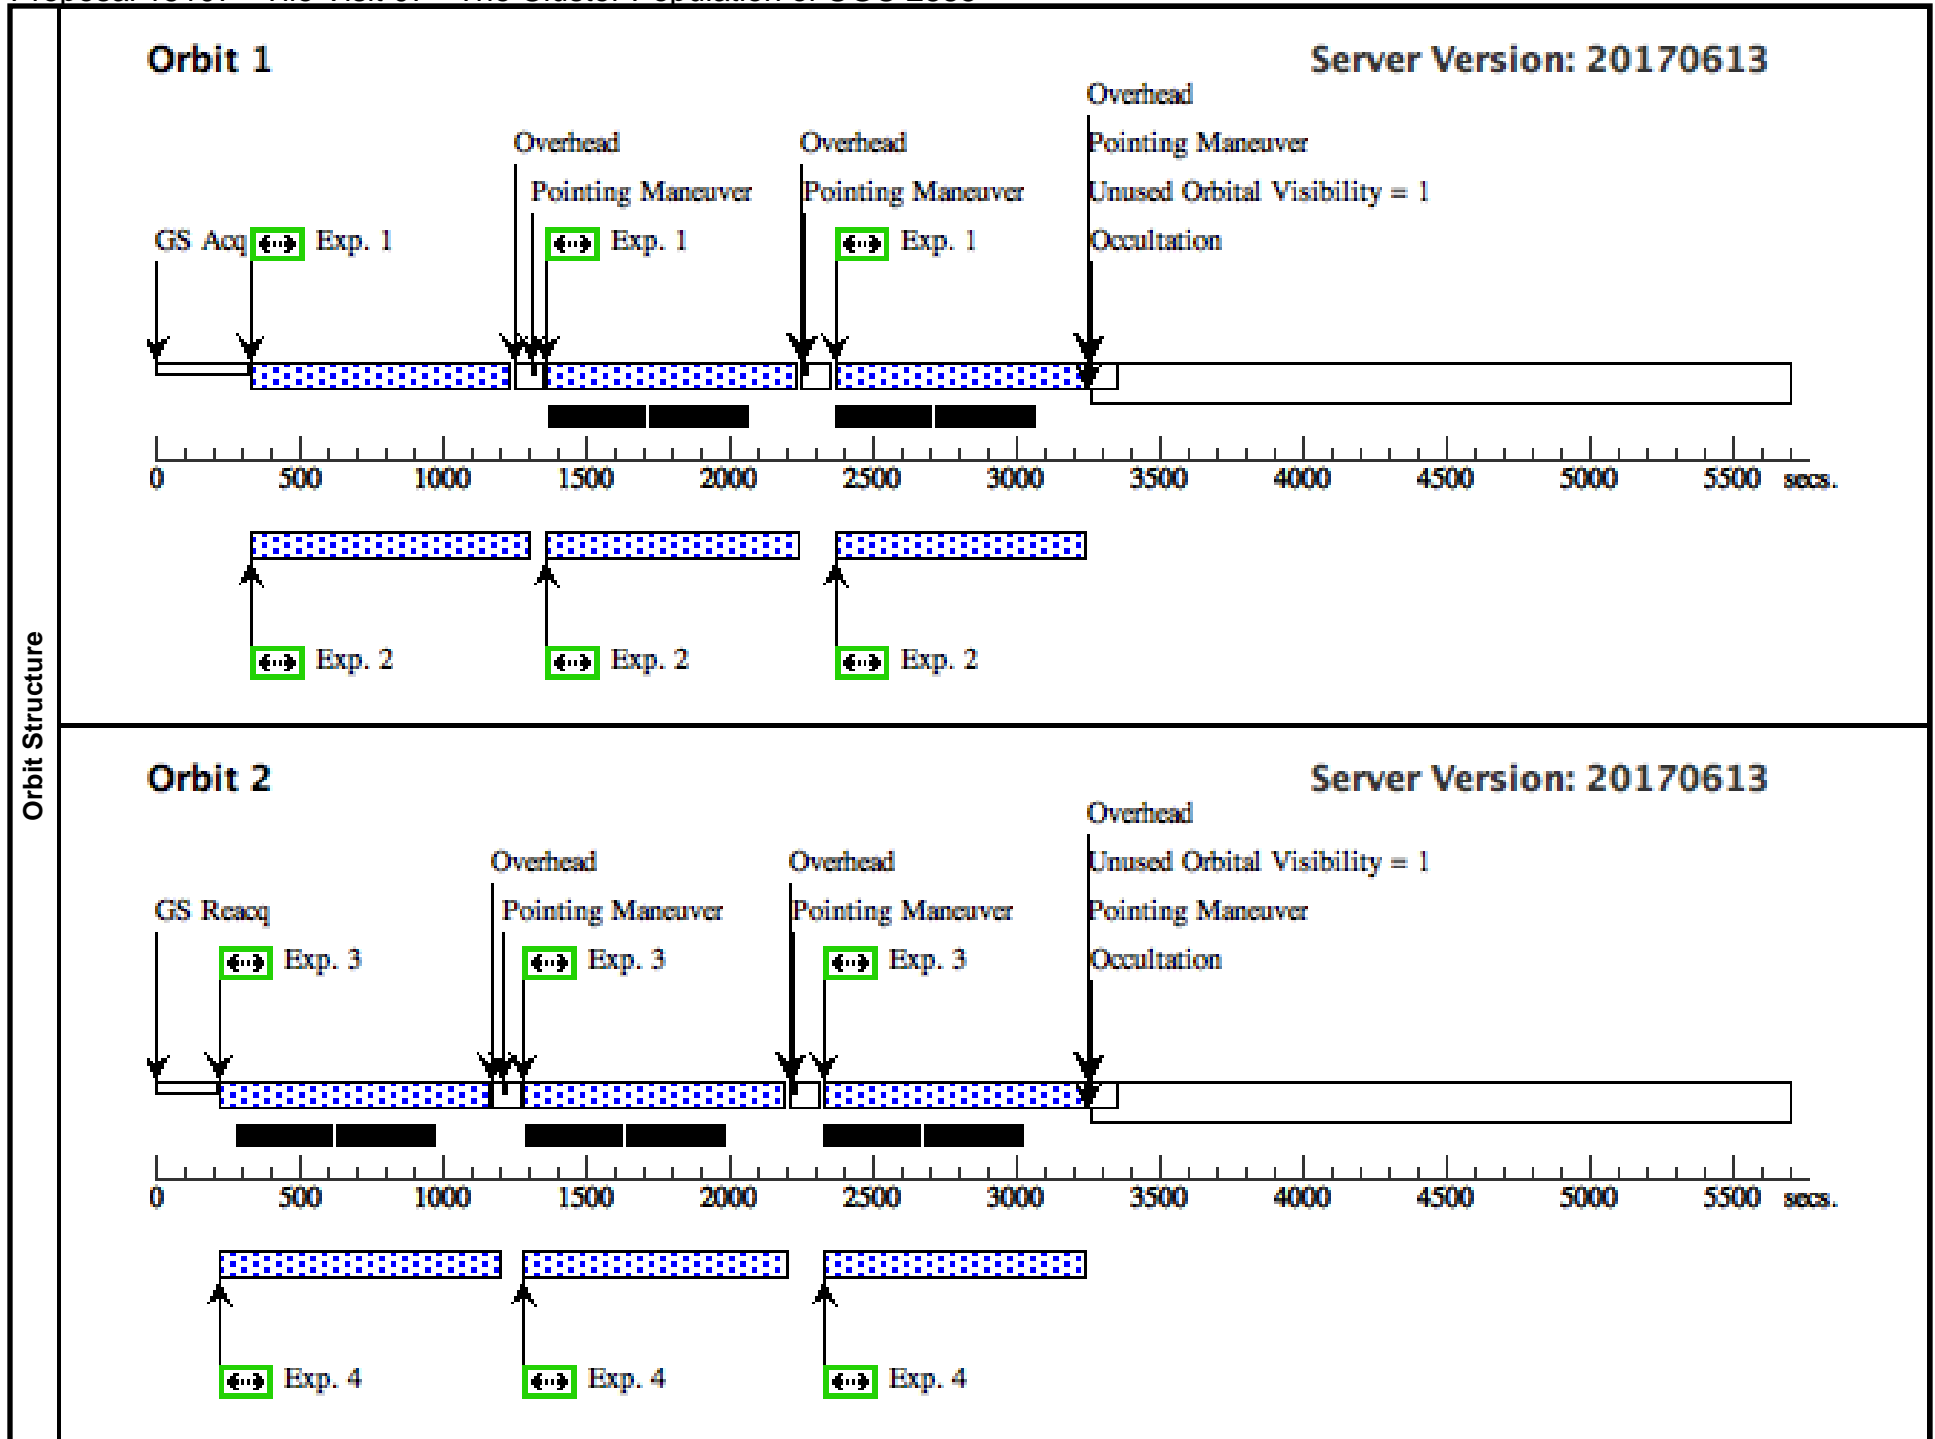 Orbit Structure
Orbit 1
Server Version: 20170613
Overhead
Overhead
Overhead
Pointing Maneuver
Pointing Maneuver
Pointing Maneuver
Unused Orbital Visibility = 1
GS Acq
Exp. 1
Exp. 1
Exp. 1
Occultation
0 500 1000 1500 2000 2500 3000 3500 4000 4500 5000 5500 secs.
Exp. 2
Exp. 2
Exp. 2
Orbit 2
Server Version: 20170613
Overhead
Overhead
Overhead
Unused Orbital Visibility = 1
GS Reacq
Pointing Maneuver
Pointing Maneuver
Pointing Maneuver
Exp. 3
Exp. 3
Exp. 3
Occultation
0 500 1000 1500 2000 2500 3000 3500 4000 4500 5000 5500 secs.
Exp. 4
Exp. 4
Exp. 4